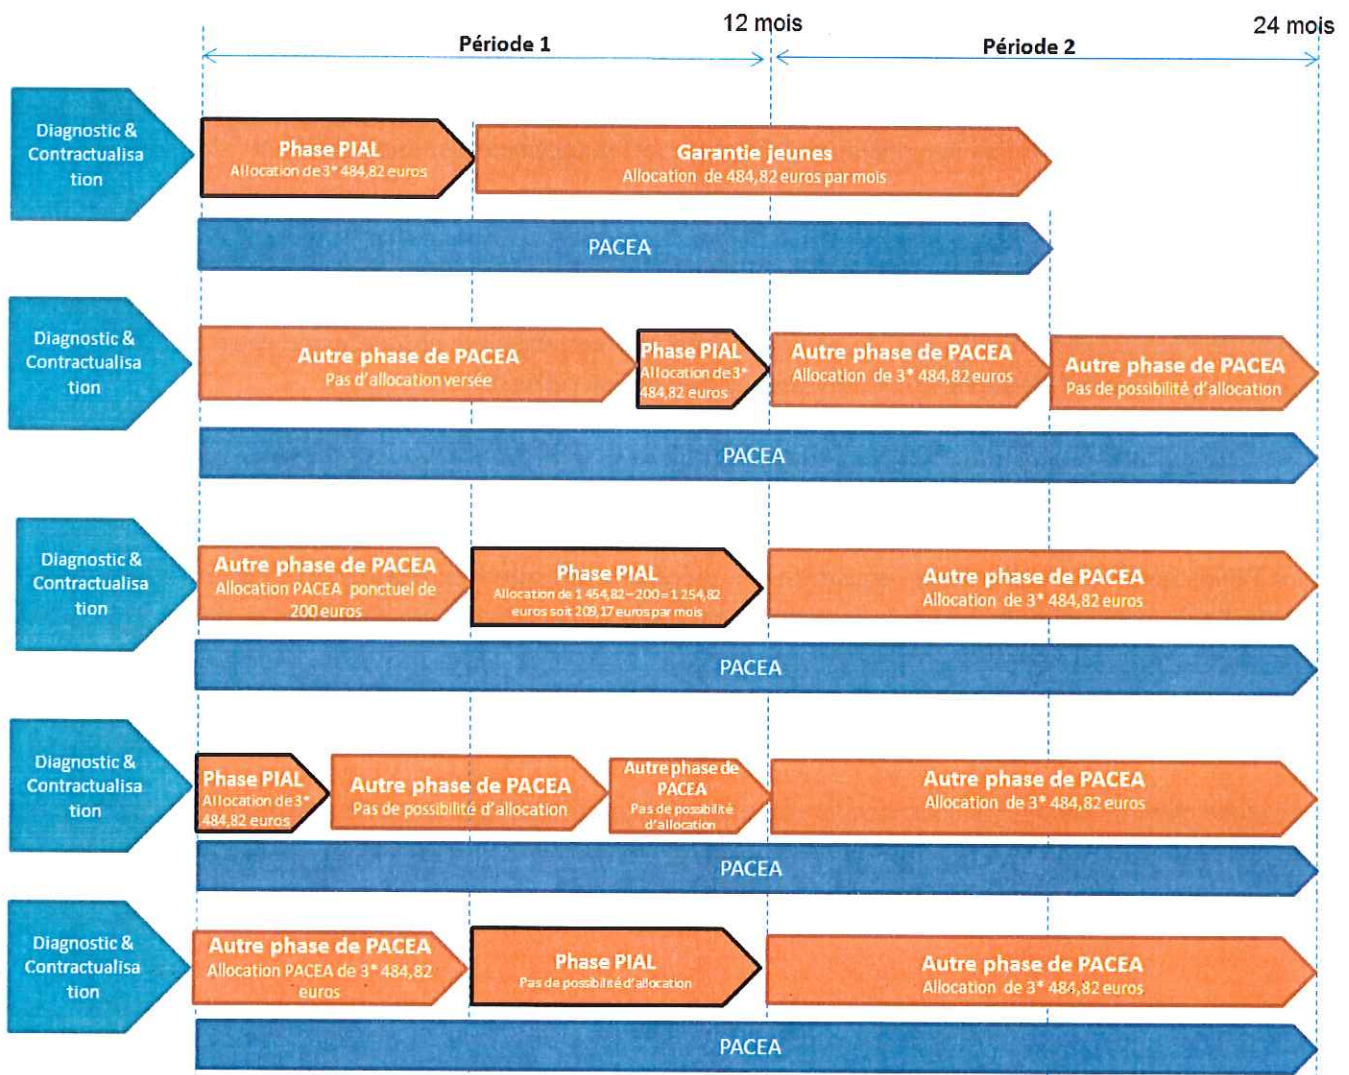 12 mois
24 mois
Période 1
Période 2
Diagnostic &
Contractualisa
tion
Phase PIAL
Allocation de 3* 484,82 euros
Garantie jeunes
Allocation de 484,82 euros par mois
PACEA
Diagnostic &
Contractualisa
tion
Autre phase de PACEA
Pas d'allocation versée
Phase PIAL
Allocation de 3*
484,82 euros
Autre phase de PACEA
Allocation de 3* 484,82 euros
Autre phase de PACEA
Pas de possibilité d'allocation
PACEA
Diagnostic &
Contractualisa
tion
Autre phase de PACEA
Allocation PACEA ponctuel de
200 euros
Phase PIAL
Allocation de 1 454,82–200=1 254,82
euros soit 209,17 euros par mois
Autre phase de PACEA
Allocation de 3* 484,82 euros
PACEA
Diagnostic &
Contractualisa
tion
Phase PIAL
Allocation de 3*
484,82 euros
Autre phase de PACEA
Pas de possibilité d'allocation
Autre phase de
PACEA
Pas de possibilité
d'allocation
Autre phase de PACEA
Allocation de 3* 484,82 euros
PACEA
Diagnostic &
Contractualisa
tion
Autre phase de PACEA
Allocation PACEA de 3* 484,82
euros
Phase PIAL
Pas de possibilité d'allocation
Autre phase de PACEA
Allocation de 3* 484,82 euros
PACEA